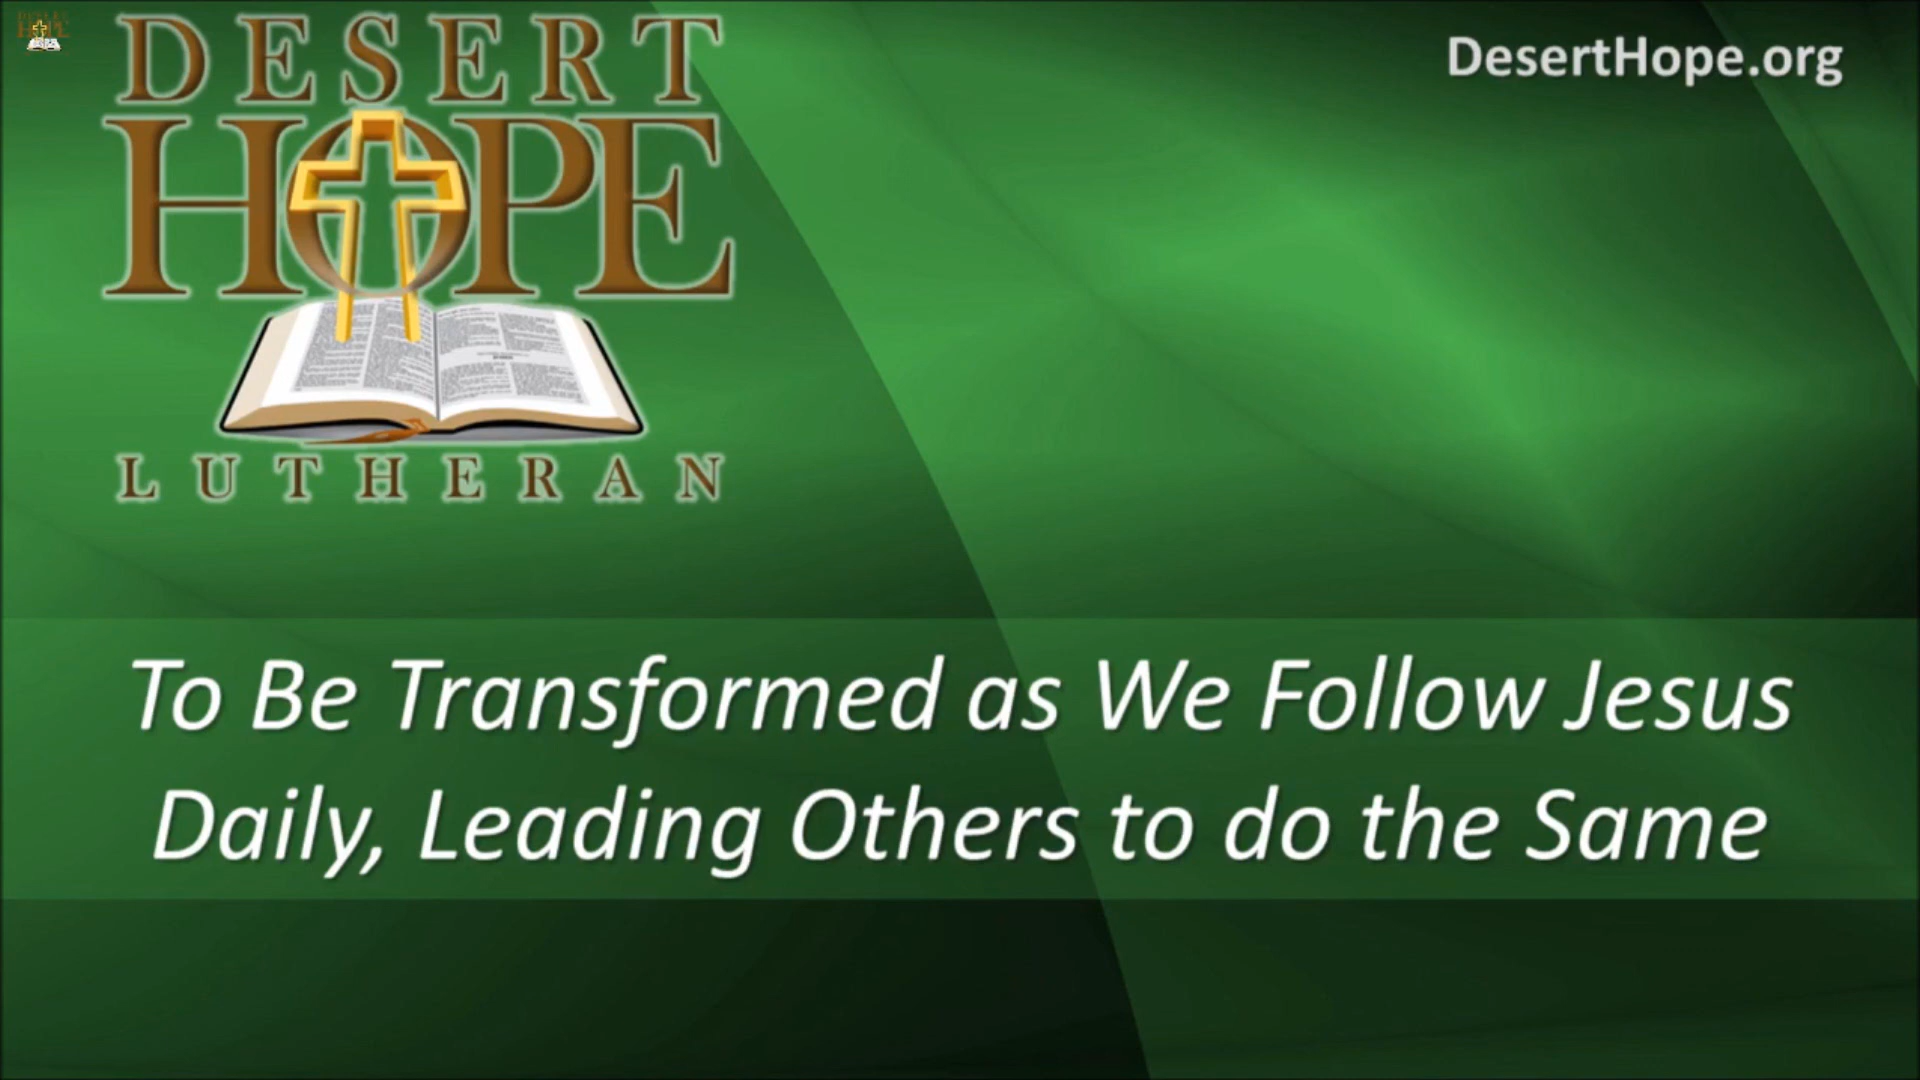 DESERT
HOPE
LUTHERAN
DesertHope.org
To Be Transformed as We Follow Jesus
Daily, Leading Others to do the Same